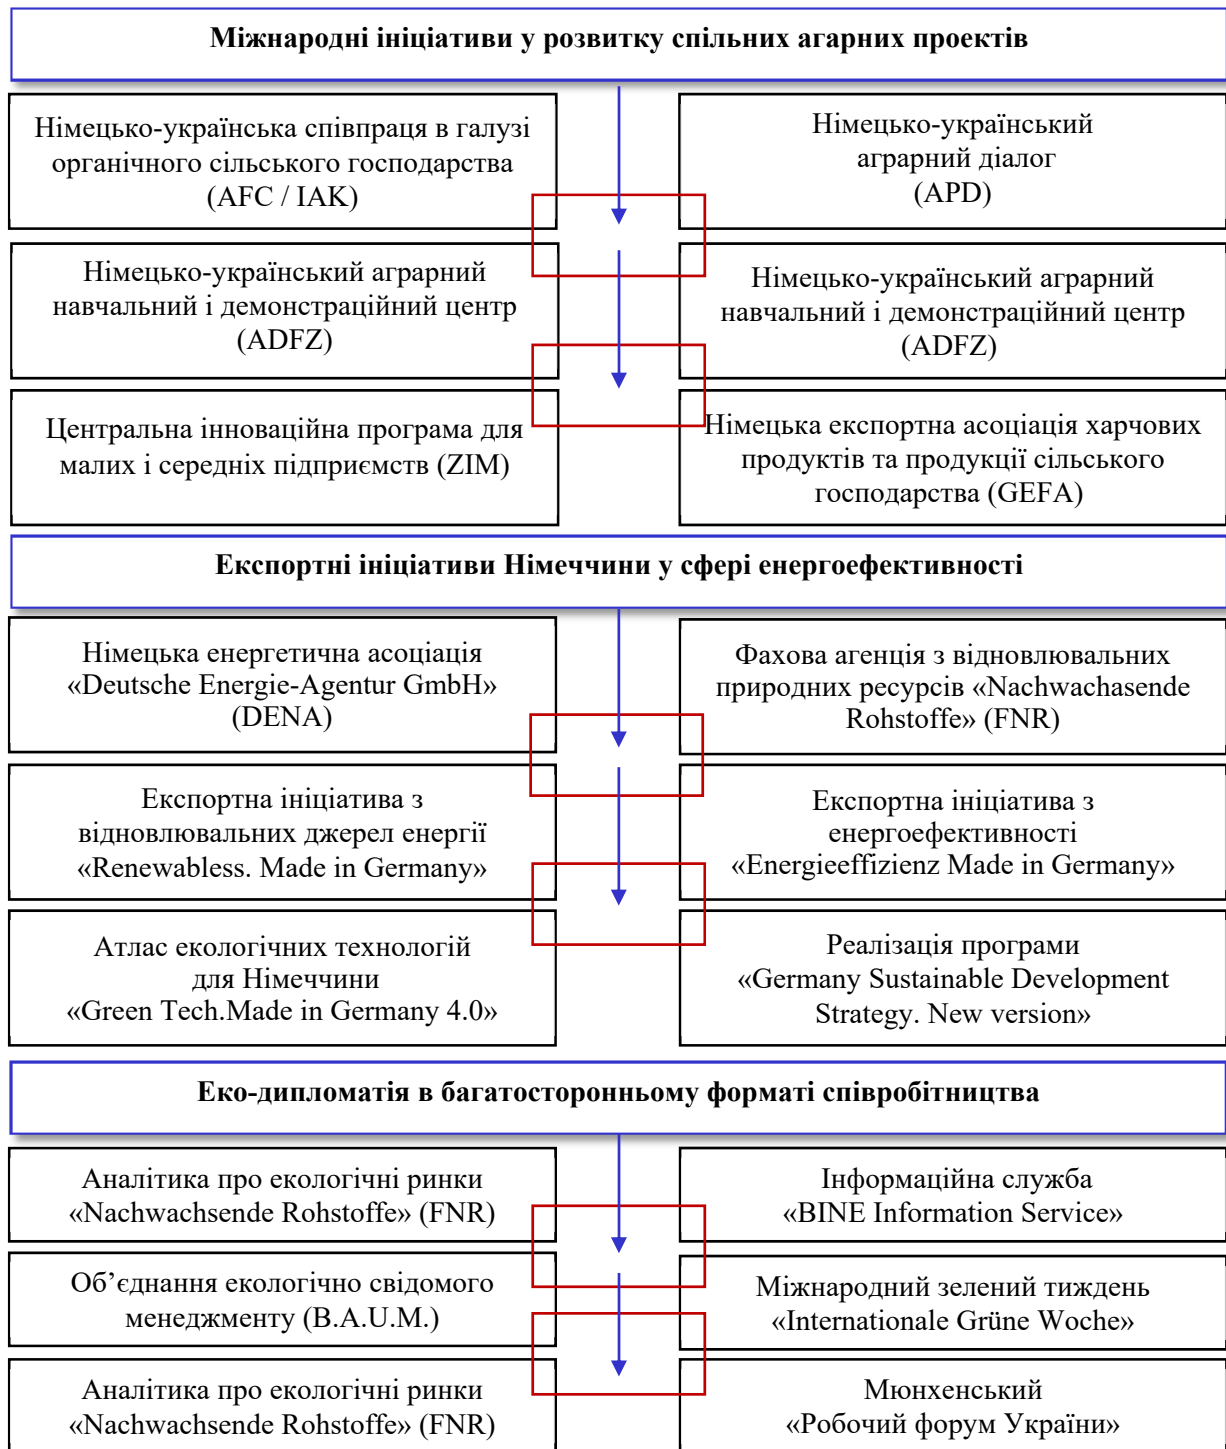 Міжнародні ініціативи у розвитку спільних агарних проектів
Німецько-українська співпраця в галузі
органічного сільського господарства
(AFC / IAK)
Німецько-український
аграрний діалог
(APD)
Німецько-український аграрний
навчальний і демонстраційний центр
(ADFZ)
Німецько-український аграрний
навчальний і демонстраційний центр
(ADFZ)
Центральна інноваційна програма для
малих і середніх підприємств (ZIM)
Німецька експортна асоціація харчових
продуктів та продукції сільського
господарства (GEFA)
Експортні ініціативи Німеччини у сфері енергоефективності
Німецька енергетична асоціація
«Deutsche Energie-Agentur GmbH»
(DENA)
Фахова агенція з відновлювальних
природних ресурсів «Nachwachasende
Rohstoffe» (FNR)
Експортна ініціатива з
відновлювальних джерел енергії
«Renewabless. Made in Germany»
Експортна ініціатива з
енергоефективності
«Energieeffizienz Made in Germany»
Атлас екологічних технологій
для Німеччини
«Green Tech.Made in Germany 4.0»
Реалізація програми
«Germany Sustainable Development
Strategy. New version»
Еко-дипломатія в багатосторонньому форматі співробітництва
Аналітика про екологічні ринки
«Nachwachsende Rohstoffe» (FNR)
Інформаційна служба
«BINE Information Service»
Об’єднання екологічно свідомого
менеджменту (B.A.U.M.)
Міжнародний зелений тиждень
«Internationale Grüne Woche»
Аналітика про екологічні ринки
«Nachwachsende Rohstoffe» (FNR)
Мюнхенський
«Робочий форум України»